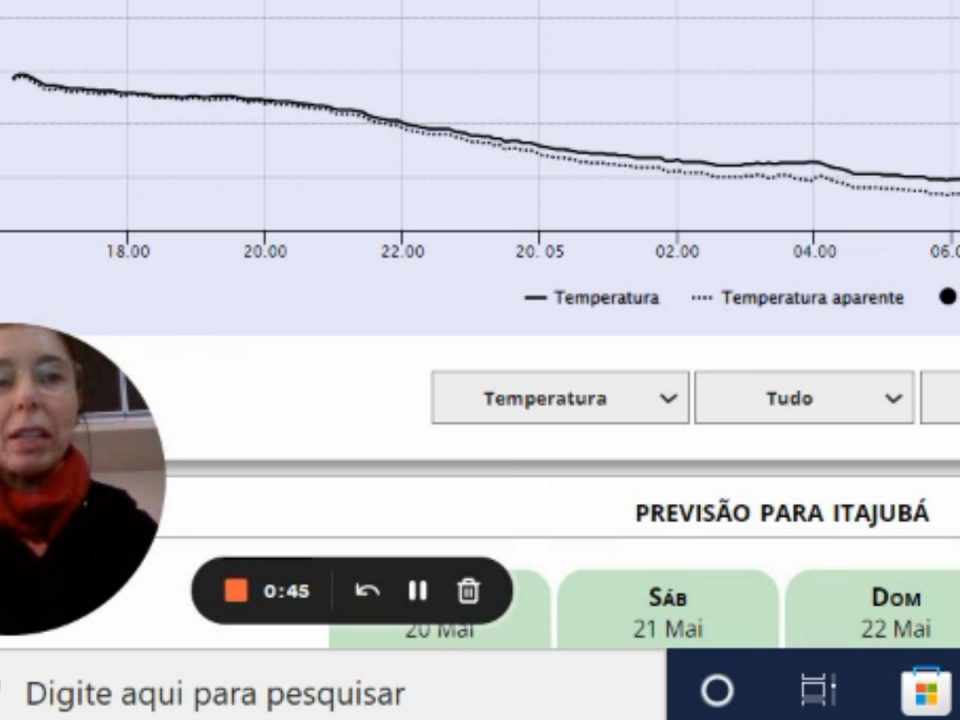 18.00 20.00 22.00 20. 05 02.00 04.00 06.0
Temperatura Temperatura aparente
Temperatura Tudo
PREVISÃO PARA ITAJUBÁ
0:45
SÁB DOM
20 Mai 21 Mai 22 Mai
Digite aqui para pesquisar